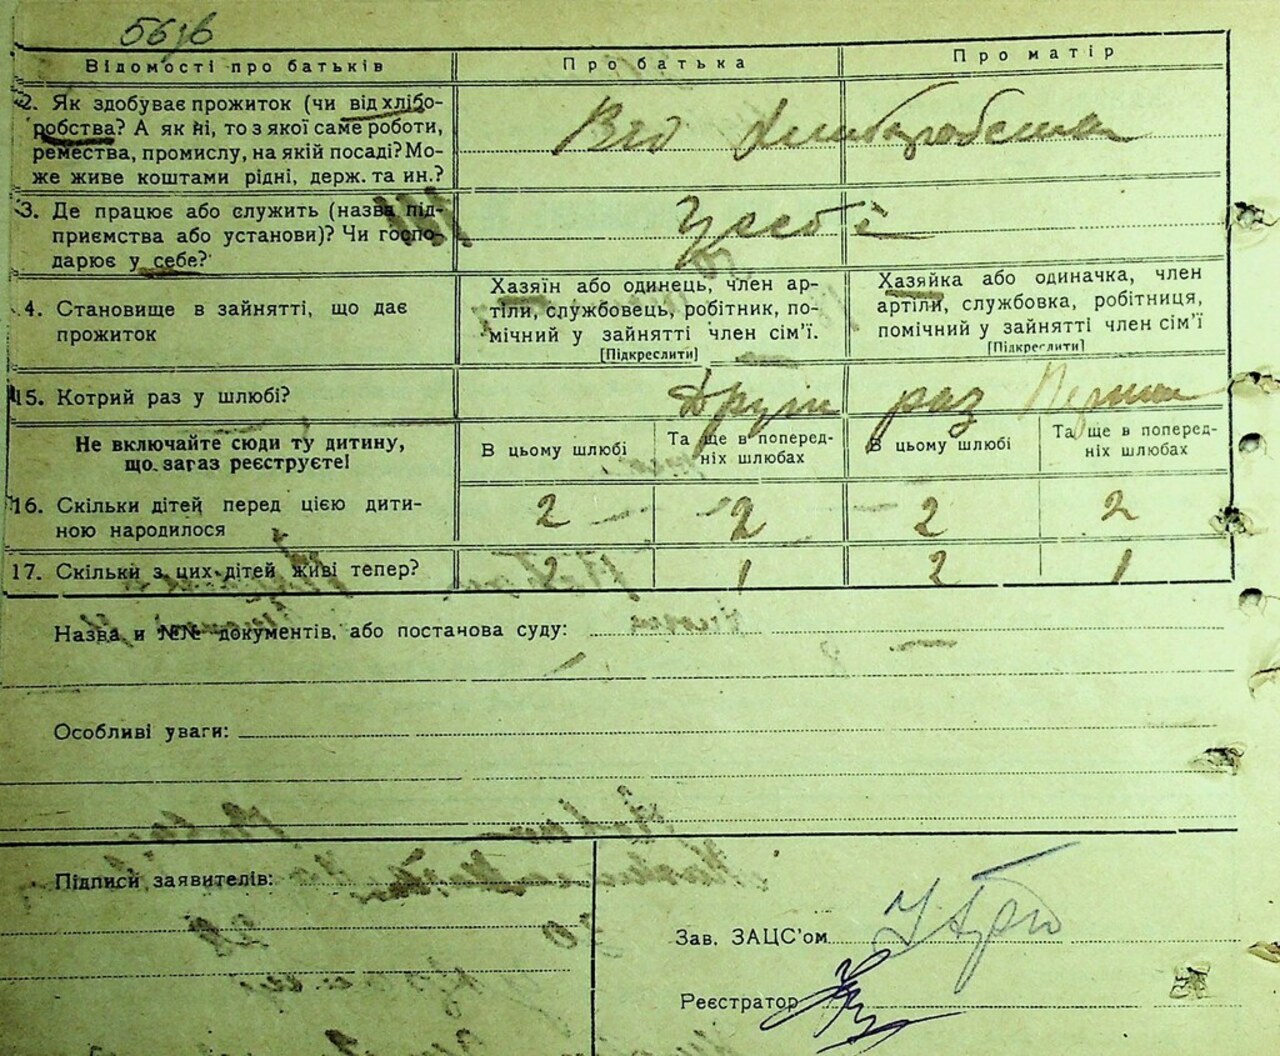 Відомості про батьків Про батька Про матір
2. Як здобуває прожиток (чи від хлібо-
робства? А як ні, то з якої саме роботи,
ремества, промислу, на якій посаді? Мо-
же живе коштами рідні, держ. та ин.?
Від хлиборобства
3. Де працює або служить (назва під-
приємства або установи)? Чи госпо-
дарює у себе?
У себе
4. Становище в зайнятті, що дає
прожиток
Хазяїн або одинець, член ар-
тілі, службовець, робітник, по-
мічний у зайнятті член сім'ї.
[Підкреслити]
Хазяйка або одиначка, член
артілі, службовка, робітниця,
помічний у зайнятті член сім'ї
[Підкреслити]
15. Котрий раз у шлюбі?
Други раз
Не включайте сюди ту дитину,
що загаз реєструєте!
В цьому шлюбі
Та ще в поперед-
ніх шлюбах
В цьому шлюбі
Та ще в поперед-
ніх шлюбах
16. Скільки дітей перед цією дити-
ною народилося
2 2 2 2
17. Скільки з цих дітей живі тепер? 2 1 2 1
Назва и №№ документів, або постанова суду:
Особливі уваги:
Підписи заявителів:
Зав. ЗАЦС'ом
Реєстратор